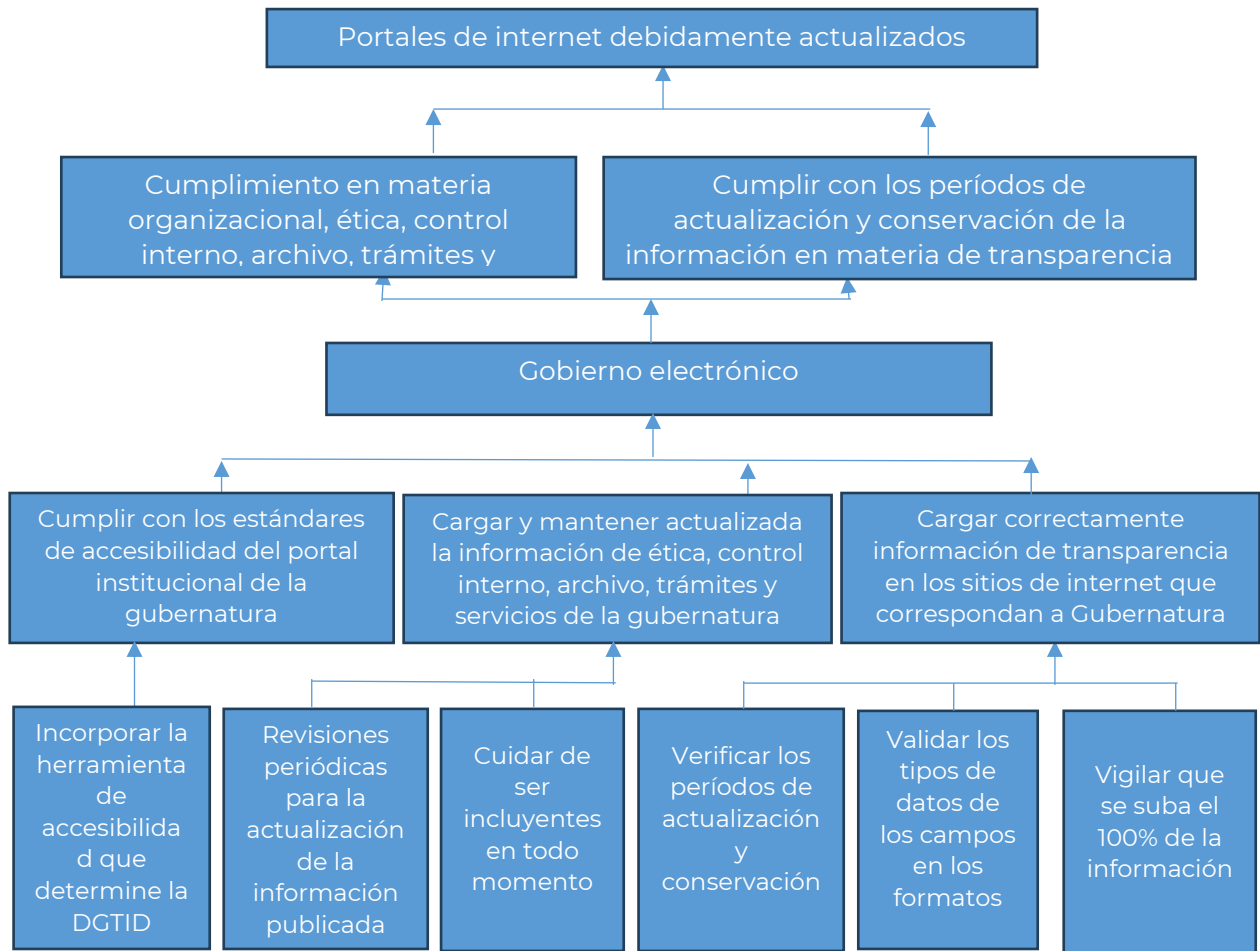 Portales de internet debidamente actualizados
Cumplimiento en materia
organizacional, ética, control
interno, archivo, trámites y
Cumplir con los períodos de
actualización y conservación de la
información en materia de transparencia
Gobierno electrónico
Cumplir con los estándares
de accesibilidad del portal
institucional de la
gubernatura
Cargar y mantener actualizada
la información de ética, control
interno, archivo, trámites y
servicios de la gubernatura
Cargar correctamente
información de transparencia
en los sitios de internet que
correspondan a Gubernatura
Incorporar la
herramienta
de
accesibilida
d que
determine la
DGTID
Revisiones
periódicas
para la
actualización
de la
información
publicada
Cuidar de
ser
incluyentes
en todo
momento
Verificar los
períodos de
actualización
y
conservación
Validar los
tipos de
datos de
los campos
en los
formatos
Vigilar que
se suba el
100% de la
información